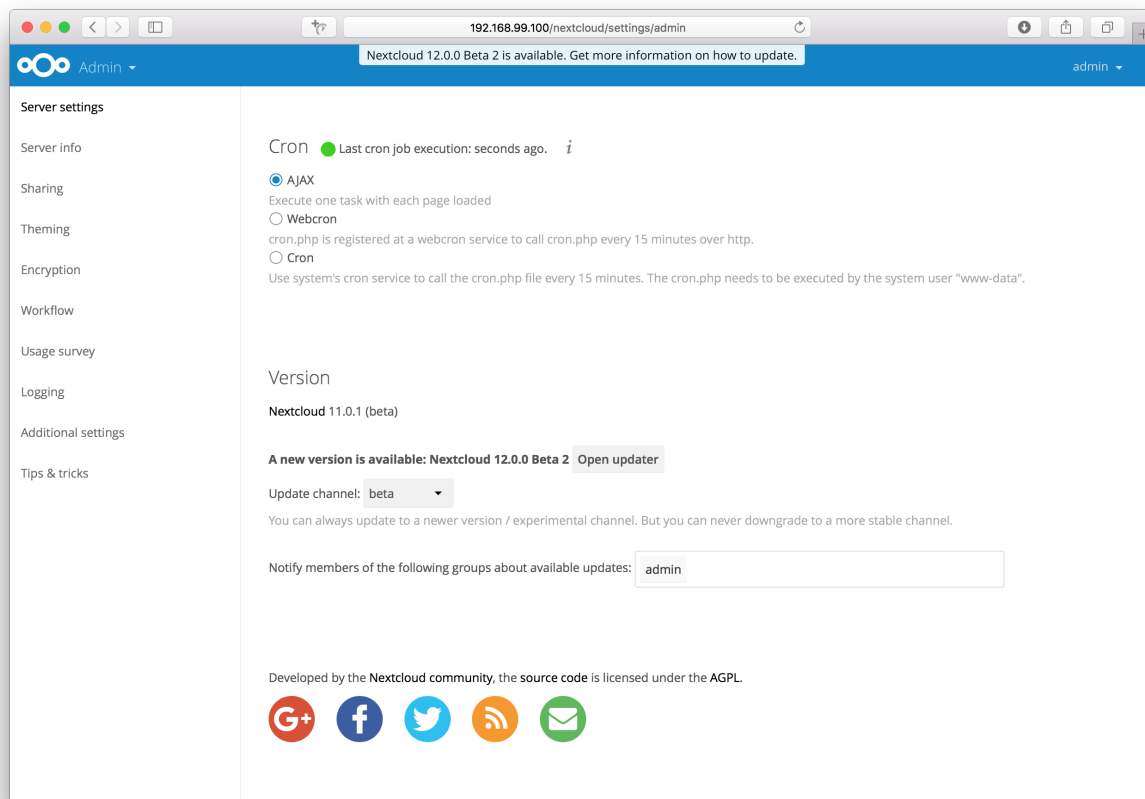 192.168.99.100/nextcloud/settings/admin
Nextcloud 12.0.0 Beta 2 is available. Get more information on how to update.
Admin
admin
Server settings
Server info
Sharing
Theming
Encryption
Workflow
Usage survey
Logging
Additional settings
Tips & tricks
Cron Last cron job execution: seconds ago. i
AJAX
Execute one task with each page loaded
Webcron
cron.php is registered at a webcron service to call cron.php every 15 minutes over http.
Cron
Use system's cron service to call the cron.php file every 15 minutes. The cron.php needs to be executed by the system user "www-data".
Version
Nextcloud 11.0.1 (beta)
A new version is available: Nextcloud 12.0.0 Beta 2 Open updater
Update channel: beta
You can always update to a newer version / experimental channel. But you can never downgrade to a more stable channel.
Notify members of the following groups about available updates: admin
Developed by the Nextcloud community, the source code is licensed under the AGPL.
G+ f